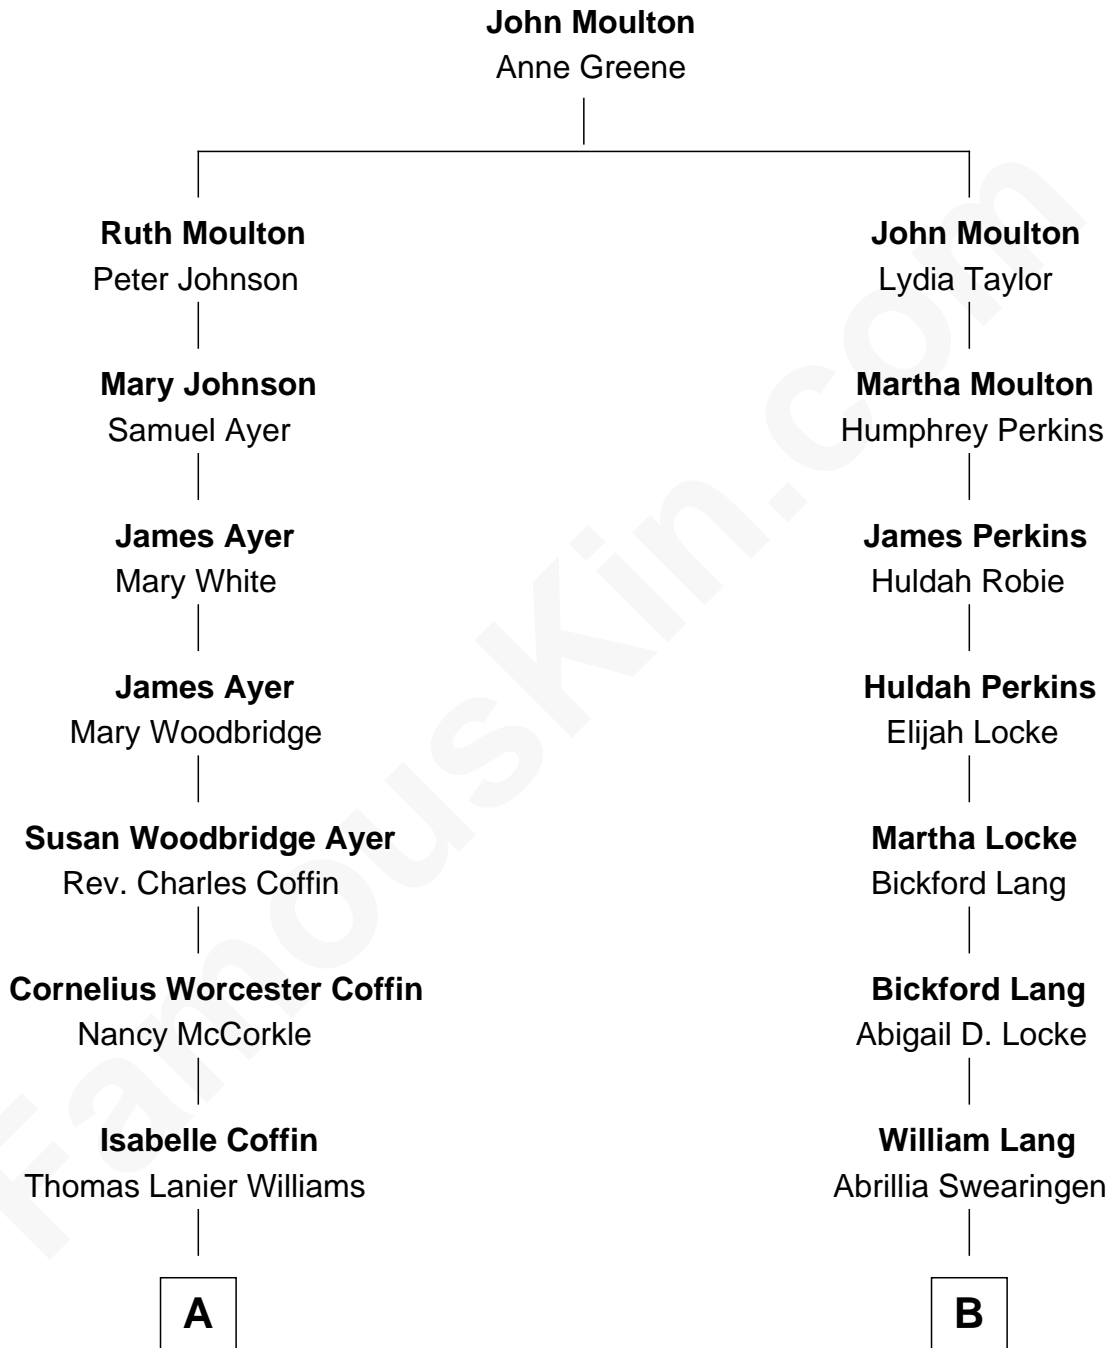 John Moulton
Anne Greene
Ruth Moulton
Peter Johnson
John Moulton
Lydia Taylor
Mary Johnson
Samuel Ayer
Martha Moulton
Humphrey Perkins
James Ayer
Mary White
James Perkins
Huldah Robie
James Ayer
Mary Woodbridge
Huldah Perkins
Elijah Locke
Susan Woodbridge Ayer
Rev. Charles Coffin
Martha Locke
Bickford Lang
Cornelius Worcester Coffin
Nancy McCorkle
Bickford Lang
Abigail D. Locke
Isabelle Coffin
Thomas Lanier Williams
William Lang
Abrillia Swearingen
A
B
FamousKin.com